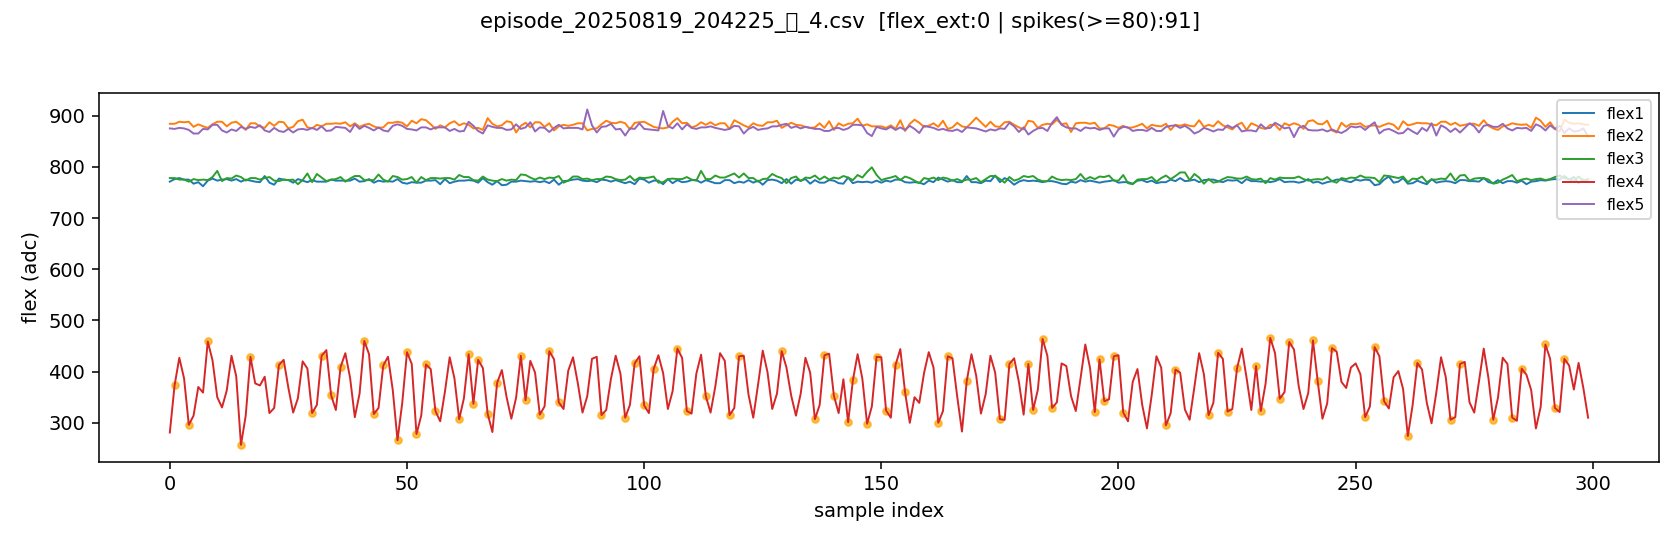 episode_20250819_204225_▯_4.csv [flex_ext:0 | spikes(>=80):91]
900
800
700
600
500
400
300
flex (adc)
flex1
flex2
flex3
flex4
flex5
0
50
100
150
200
250
300
sample index